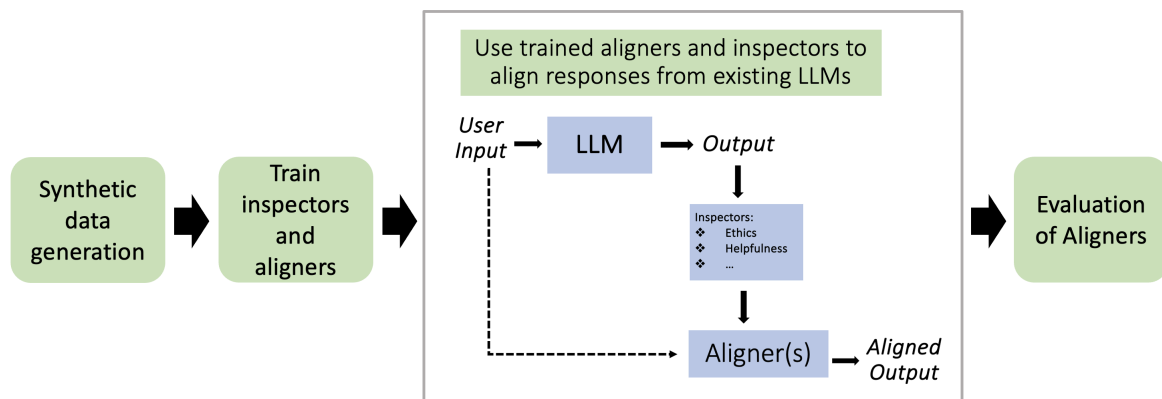 Synthetic
data
generation
Train
inspectors
and
aligners
Use trained aligners and inspectors to
align responses from existing LLMs
User
Input
LLM
Output
Inspectors:
❖ Ethics
❖ Helpfulness
❖ ...
Aligner(s)
Aligned
Output
Evaluation
of Aligners